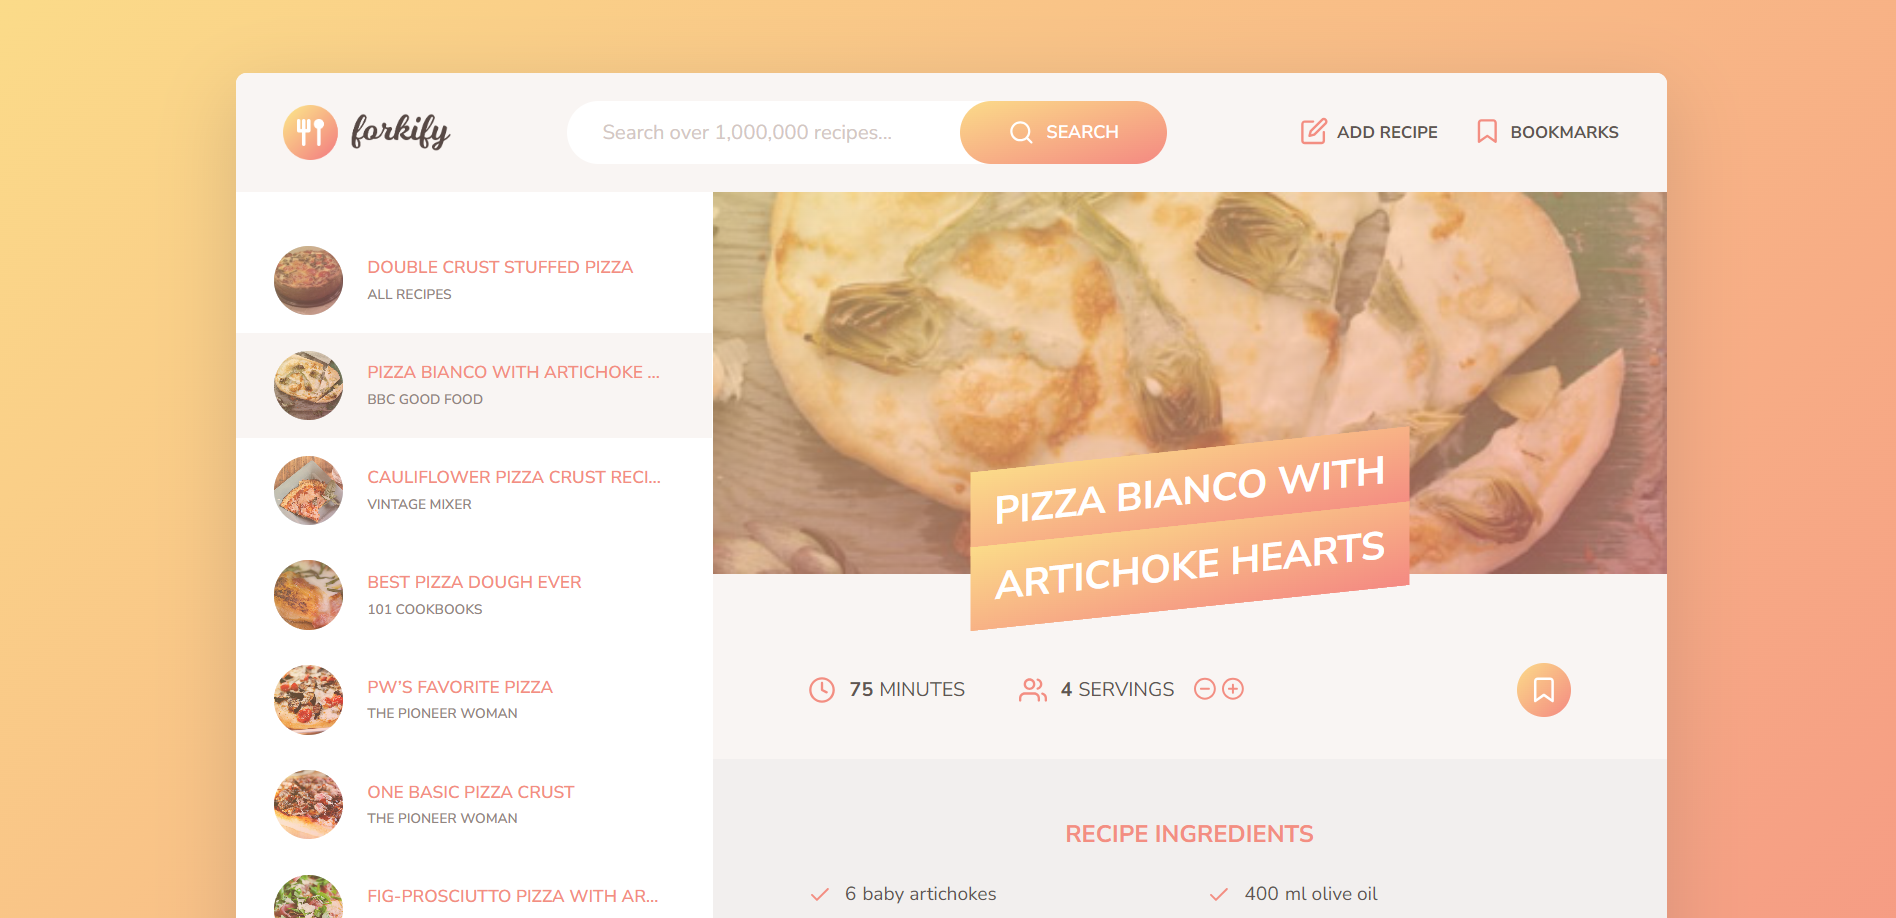 forkify
Search over 1,000,000 recipes...
SEARCH
ADD RECIPE
BOOKMARKS
DOUBLE CRUST STUFFED PIZZA
ALL RECIPES
PIZZA BIANCO WITH ARTICHOKE ...
BBC GOOD FOOD
CAULIFLOWER PIZZA CRUST RECI...
VINTAGE MIXER
BEST PIZZA DOUGH EVER
101 COOKBOOKS
PW'S FAVORITE PIZZA
THE PIONEER WOMAN
ONE BASIC PIZZA CRUST
THE PIONEER WOMAN
FIG-PROSCIUTTO PIZZA WITH AR...
PIZZA BIANCO WITH
ARTICHOKE HEARTS
75 MINUTES
4 SERVINGS
RECIPE INGREDIENTS
6 baby artichokes
400 ml olive oil